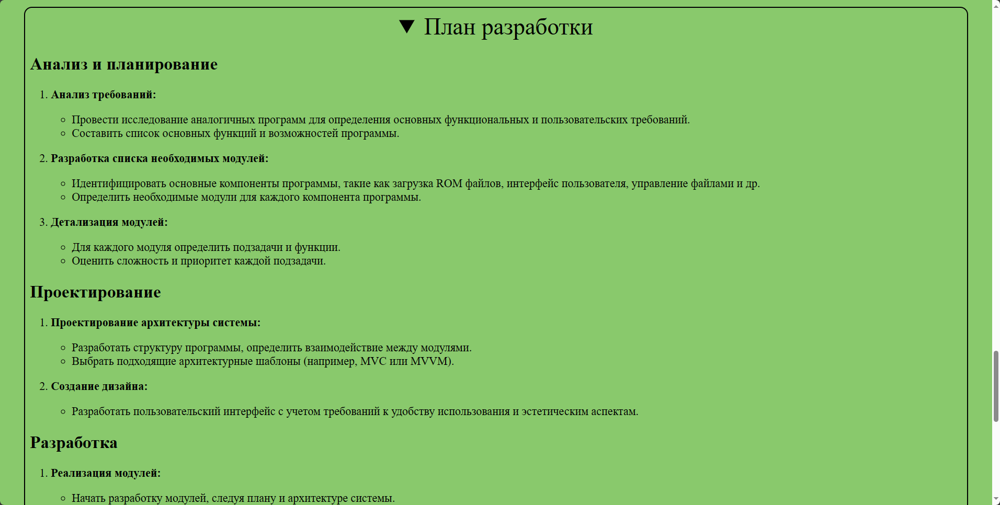 План разработки
Анализ и планирование
1. Анализ требований:
Провести исследование аналогичных программ для определения основных функциональных и пользовательских требований.
Составить список основных функций и возможностей программы.
2. Разработка списка необходимых модулей:
Идентифицировать основные компоненты программы, такие как загрузка ROM файлов, интерфейс пользователя, управление файлами и др.
Определить необходимые модули для каждого компонента программы.
3. Детализация модулей:
Для каждого модуля определить подзадачи и функции.
Оценить сложность и приоритет каждой подзадачи.
Проектирование
1. Проектирование архитектуры системы:
Разработать структуру программы, определить взаимодействие между модулями.
Выбрать подходящие архитектурные шаблоны (например, MVC или MVVM).
2. Создание дизайна:
Разработать пользовательский интерфейс с учетом требований к удобству использования и эстетическим аспектам.
Разработка
1. Реализация модулей:
Начать разработку модулей, следуя плану и архитектуре системы.